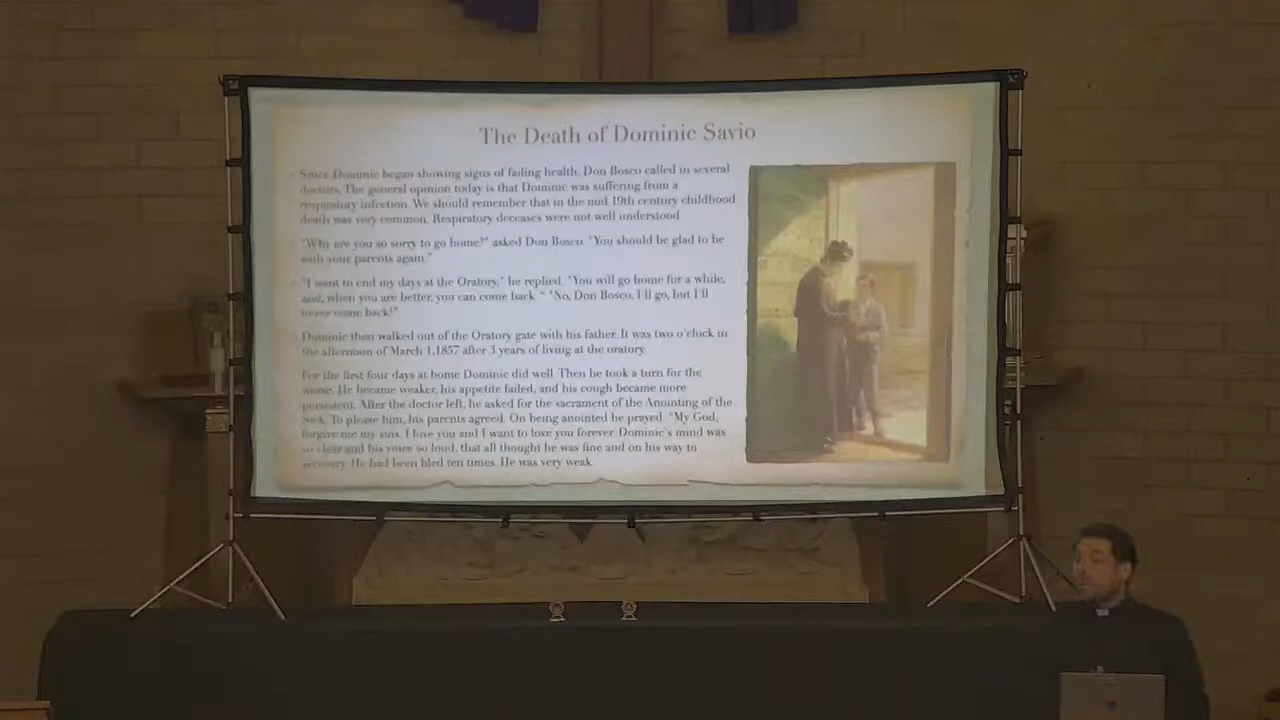 The Death of Dominic Savio
Since Dominic began showing signs of failing health, Don Bosco called in several
doctors. The general opinion today is that Dominic was suffering from a
respiratory infection. We should remember that in the mid 19th century childhood
death was very common. Respiratory deceases were not well understood
"Why are you so sorry to go home?" asked Don Bosco. "You should be glad to be
with your parents again."
"I want to end my days at the Oratory," he replied. "You will go home for a while,
and, when you are better, you can come back." "No, Don Bosco, I'll go, but I'll
never come back!"
Dominic then walked out of the Oratory gate with his father. It was two o'clock in
the afternoon of March 1,1857 after 3 years of living at the oratory.
For the first four days at home Dominic did well. Then he took a turn for the
worse. He became weaker, his appetite failed, and his cough became more
persistent. After the doctor left, he asked for the sacrament of the Anointing of the
Sick. To please him, his parents agreed. On being anointed he prayed. "My God,
forgive me my sins. I love you and I want to love you forever. Dominic's mind was
so clear and his voice so loud, that all thought he was fine and on his way to
recovery. He had been bled ten times. He was very weak.